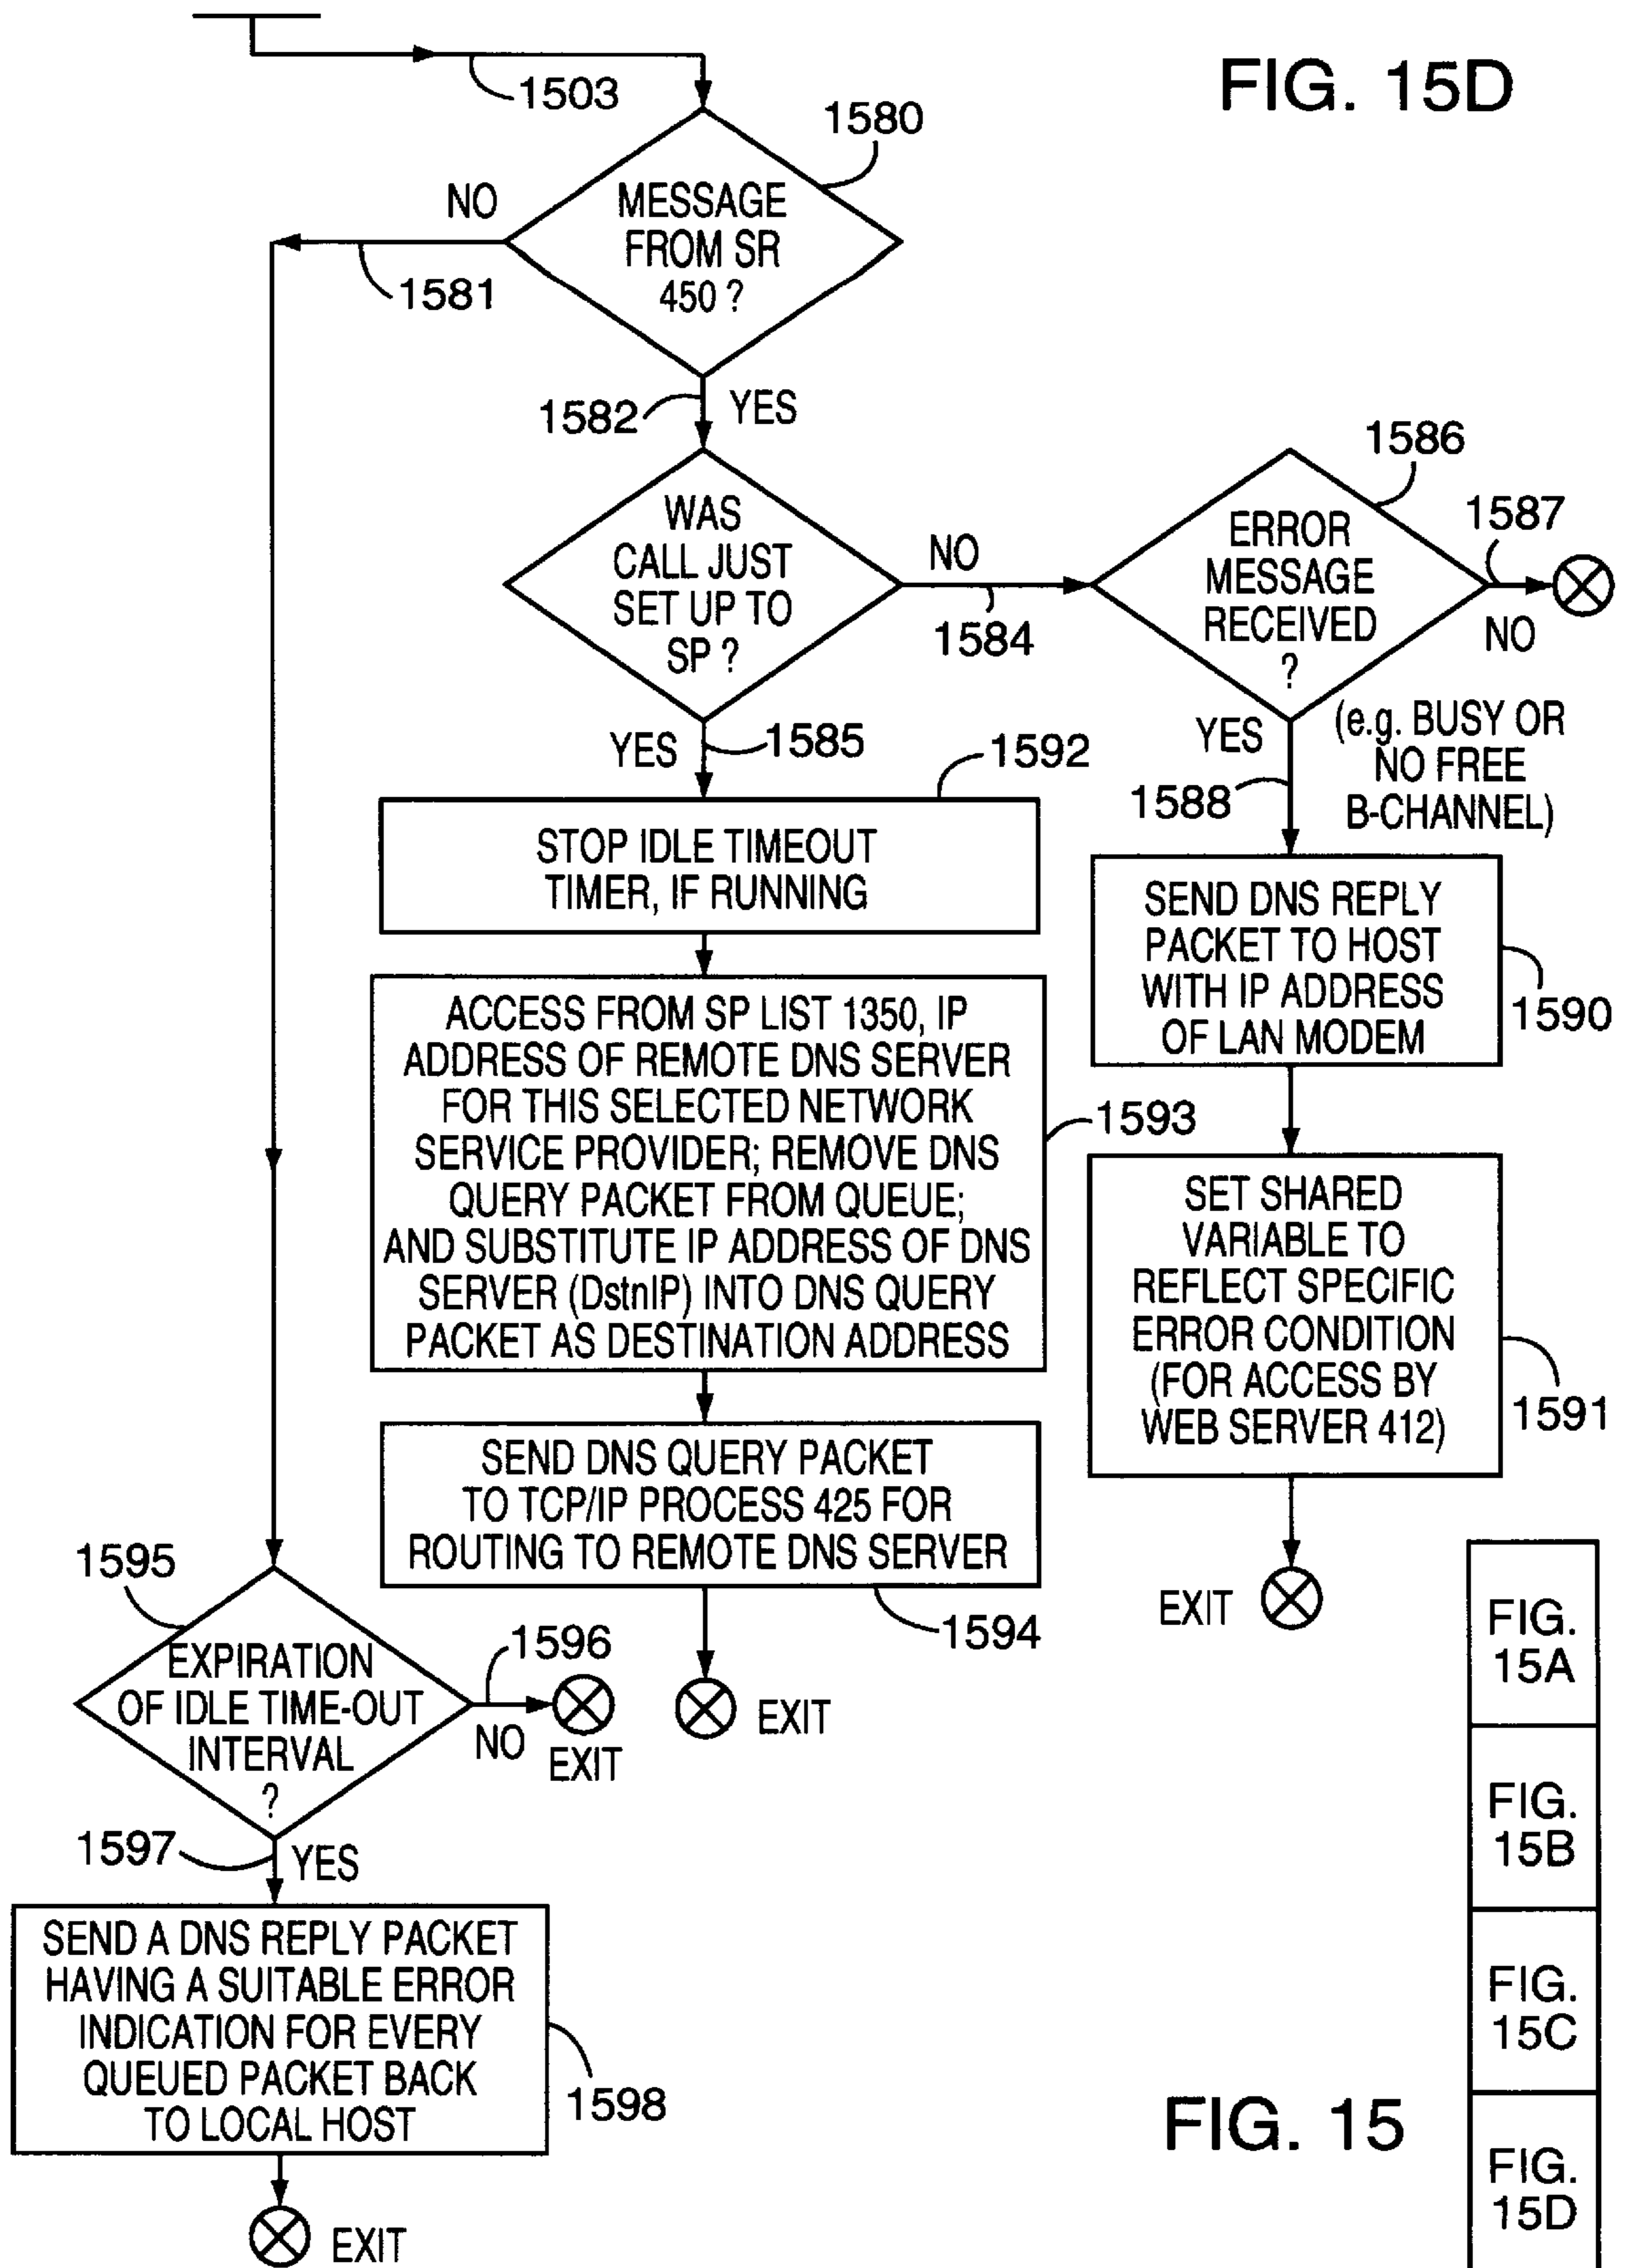 FIG. 15D
1503
1580
NO
MESSAGE
FROM SR
450 ?
1581
1582
YES
1586
WAS
CALL JUST
SET UP TO
SP ?
NO
1584
ERROR
MESSAGE
RECEIVED
?
1587
NO
YES
1585
1592
YES
1588
(e.g. BUSY OR
NO FREE
B-CHANNEL)
STOP IDLE TIMEOUT
TIMER, IF RUNNING
SEND DNS REPLY
PACKET TO HOST
WITH IP ADDRESS
OF LAN MODEM
1590
ACCESS FROM SP LIST 1350, IP
ADDRESS OF REMOTE DNS SERVER
FOR THIS SELECTED NETWORK
SERVICE PROVIDER; REMOVE DNS
QUERY PACKET FROM QUEUE;
AND SUBSTITUTE IP ADDRESS OF DNS
SERVER (DstnIP) INTO DNS QUERY
PACKET AS DESTINATION ADDRESS
1593
SET SHARED
VARIABLE TO
REFLECT SPECIFIC
ERROR CONDITION
(FOR ACCESS BY
WEB SERVER 412)
1591
EXIT
SEND DNS QUERY PACKET
TO TCP/IP PROCESS 425 FOR
ROUTING TO REMOTE DNS SERVER
1594
EXIT
1595
EXPIRATION
OF IDLE TIME-OUT
INTERVAL
?
1596
NO
EXIT
1597
YES
SEND A DNS REPLY PACKET
HAVING A SUITABLE ERROR
INDICATION FOR EVERY
QUEUED PACKET BACK
TO LOCAL HOST
1598
EXIT
FIG. 15
FIG.
15A
FIG.
15B
FIG.
15C
FIG.
15D